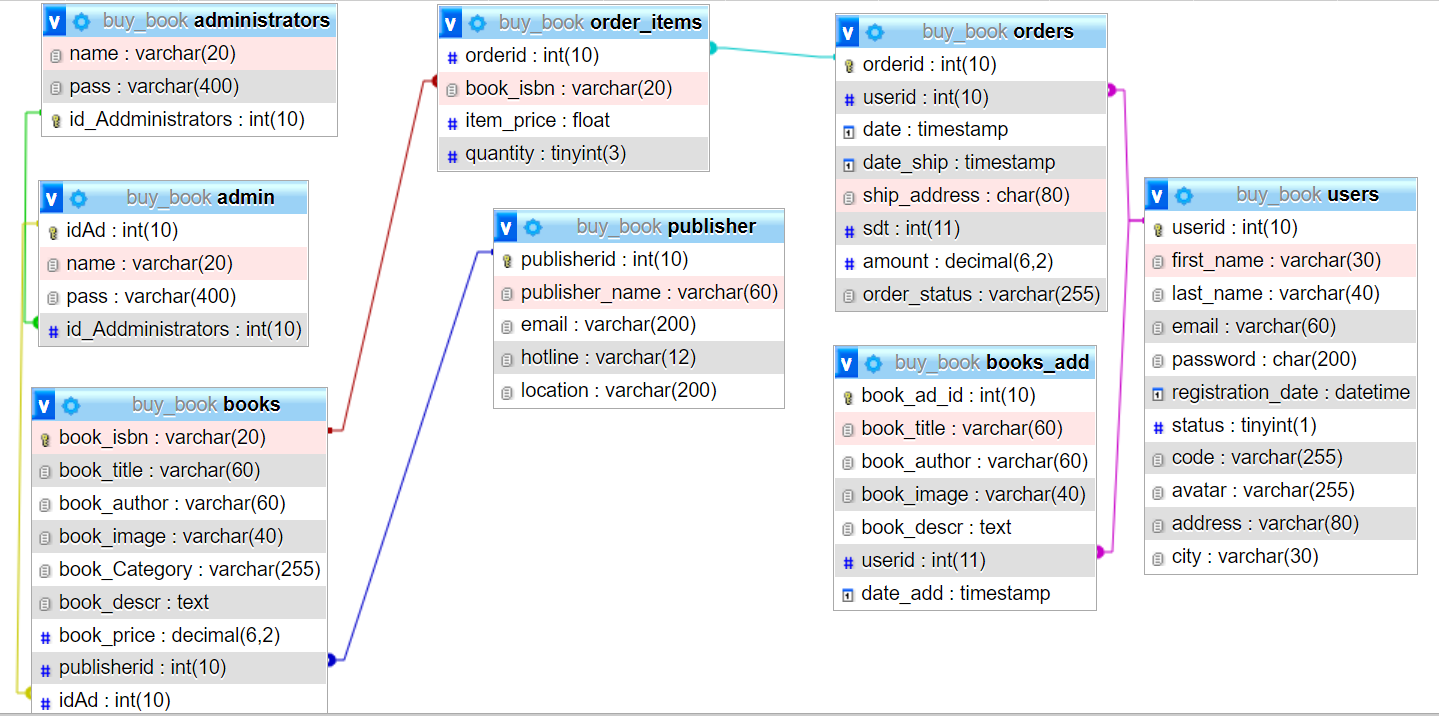 buy_book administrators
name : varchar(20)
pass : varchar(400)
id_Addministrators : int(10)
buy_book admin
idAd : int(10)
name : varchar(20)
pass : varchar(400)
id_Addministrators : int(10)
buy_book books
book_isbn : varchar(20)
book_title : varchar(60)
book_author : varchar(60)
book_image : varchar(40)
book_Category : varchar(255)
book_descr : text
book_price : decimal(6,2)
publisherid : int(10)
idAd : int(10)
buy_book order_items
orderid : int(10)
book_isbn : varchar(20)
item_price : float
quantity : tinyint(3)
buy_book publisher
publisherid : int(10)
publisher_name : varchar(60)
email : varchar(200)
hotline : varchar(12)
location : varchar(200)
buy_book orders
orderid : int(10)
userid : int(10)
date : timestamp
date_ship : timestamp
ship_address : char(80)
sdt : int(11)
amount : decimal(6,2)
order_status : varchar(255)
buy_book books_add
book_ad_id : int(10)
book_title : varchar(60)
book_author : varchar(60)
book_image : varchar(40)
book_descr : text
userid : int(11)
date_add : timestamp
buy_book users
userid : int(10)
first_name : varchar(30)
last_name : varchar(40)
email : varchar(60)
password : char(200)
registration_date : datetime
status : tinyint(1)
code : varchar(255)
avatar : varchar(255)
address : varchar(80)
city : varchar(30)